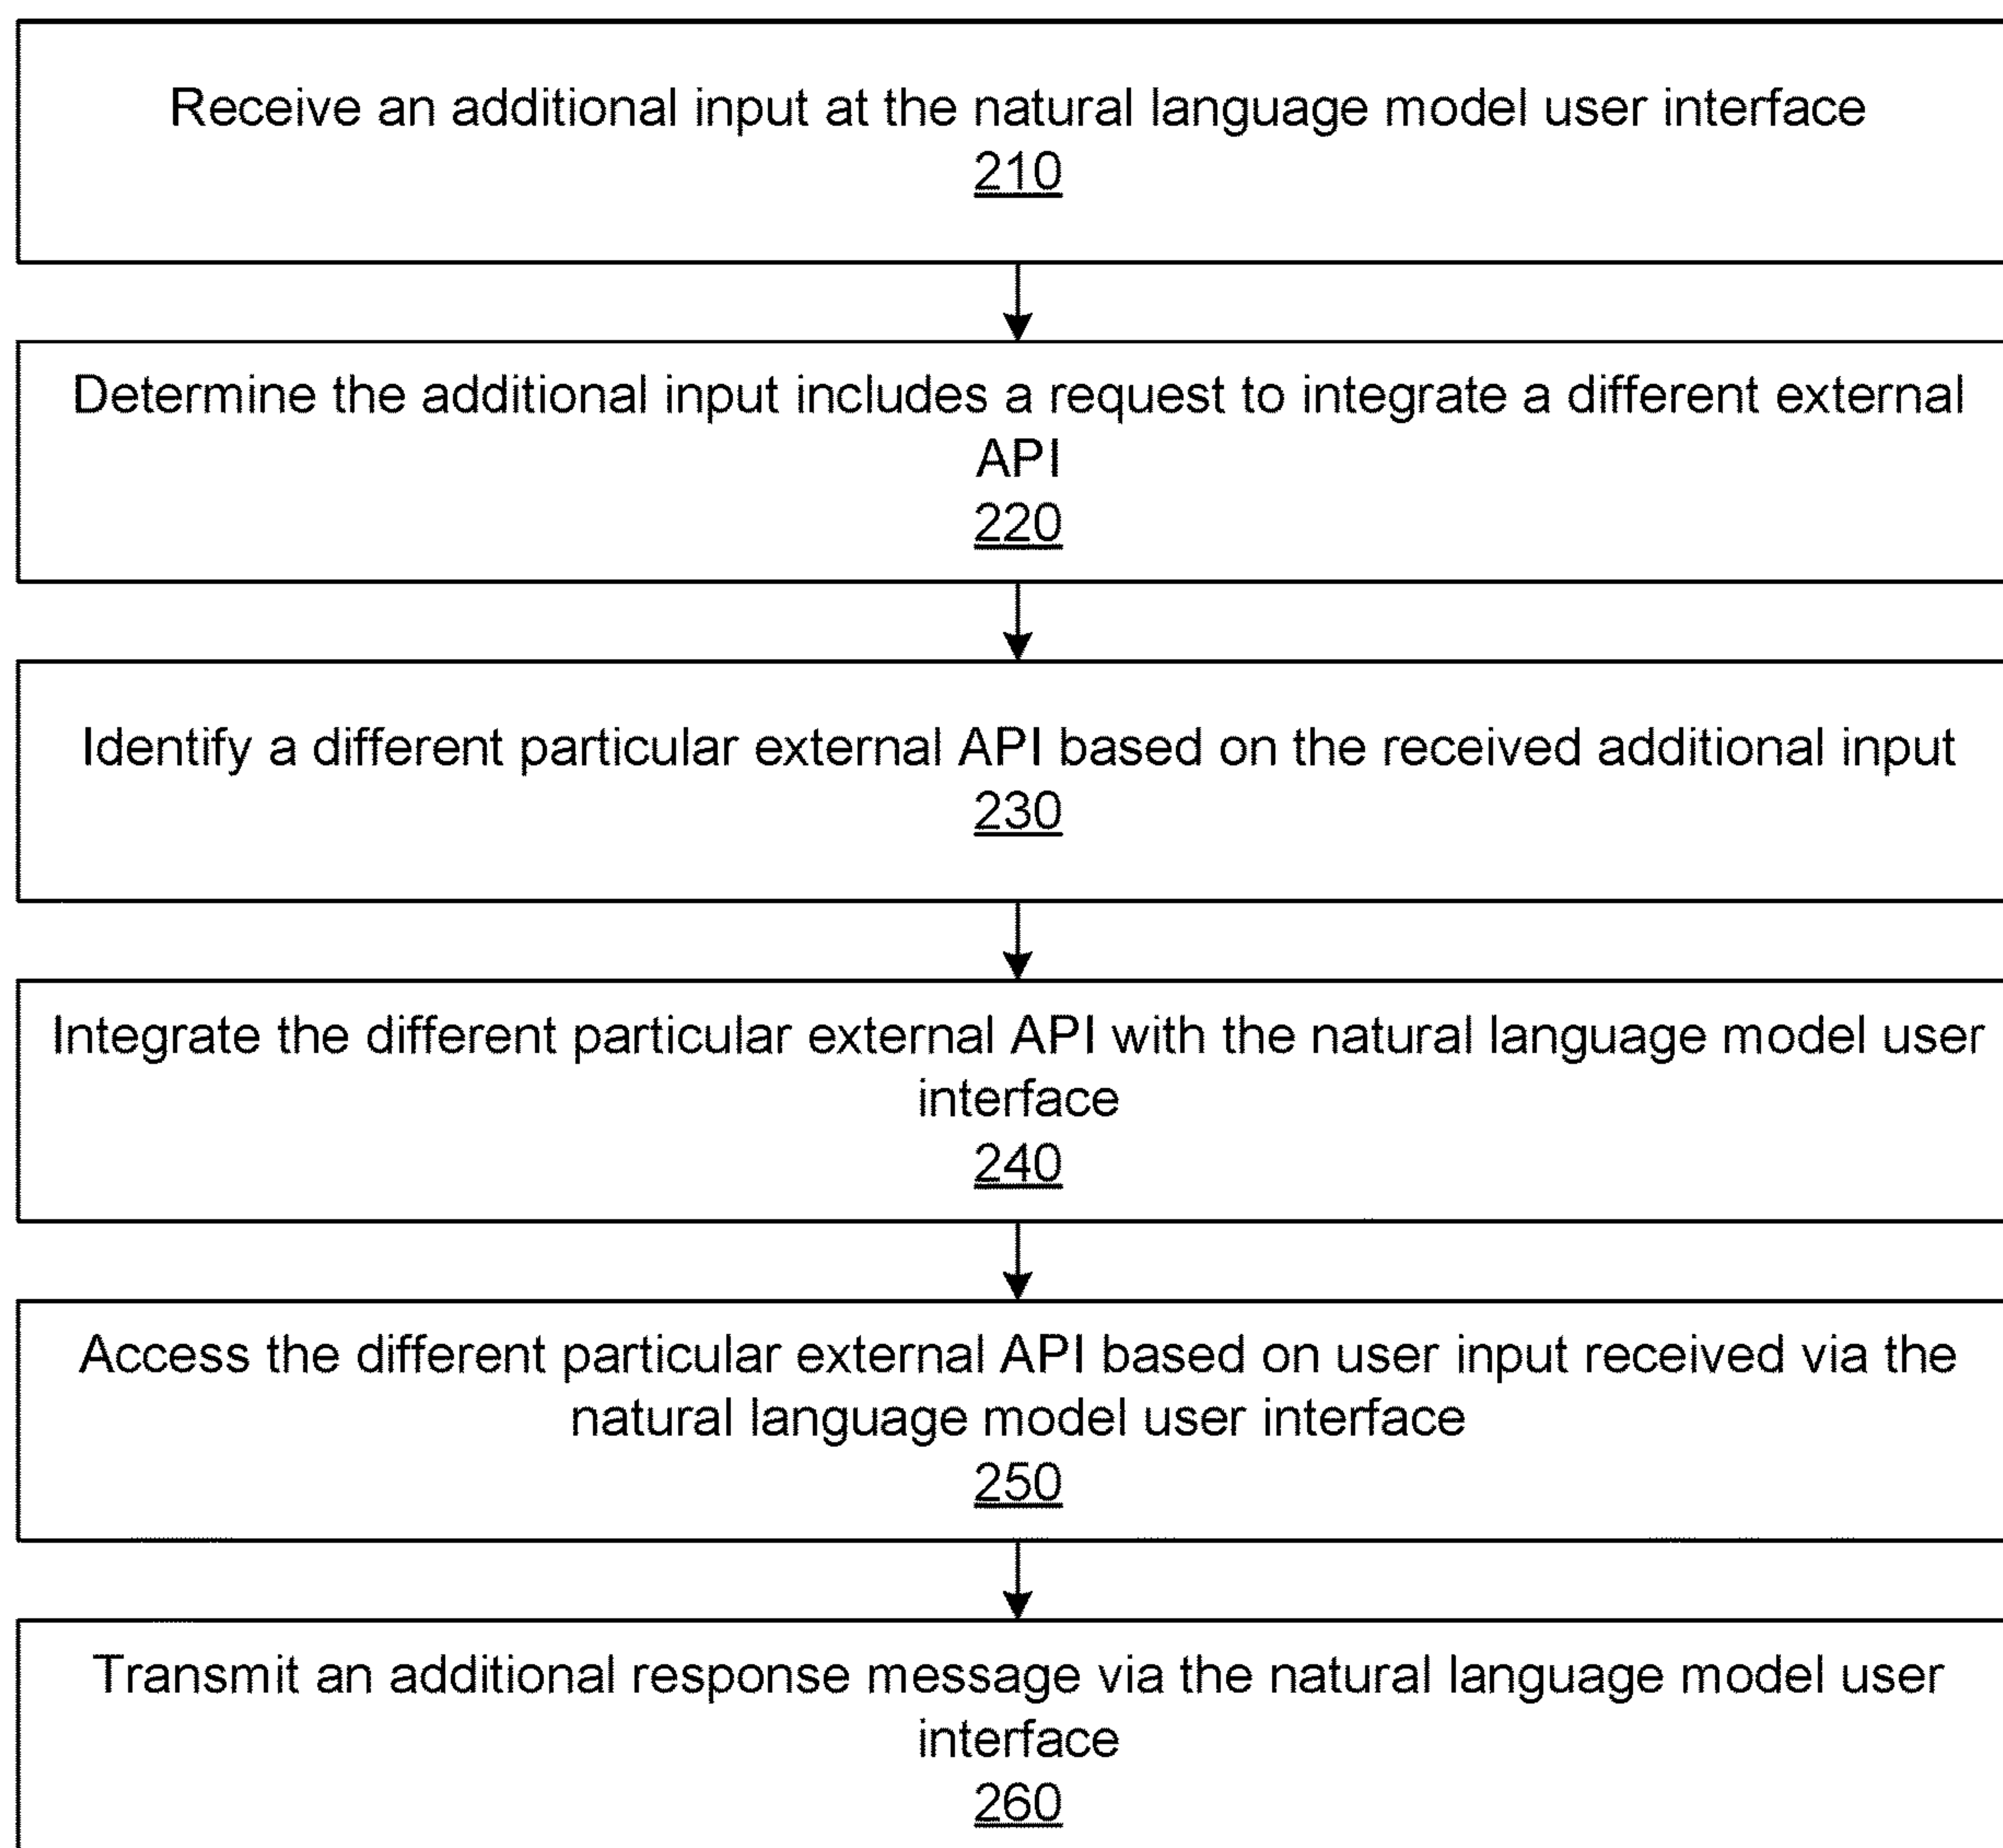 Receive an additional input at the natural language model user interface
210
Determine the additional input includes a request to integrate a different external
API
220
Identify a different particular external API based on the received additional input
230
Integrate the different particular external API with the natural language model user
interface
240
Access the different particular external API based on user input received via the
natural language model user interface
250
Transmit an additional response message via the natural language model user
interface
260